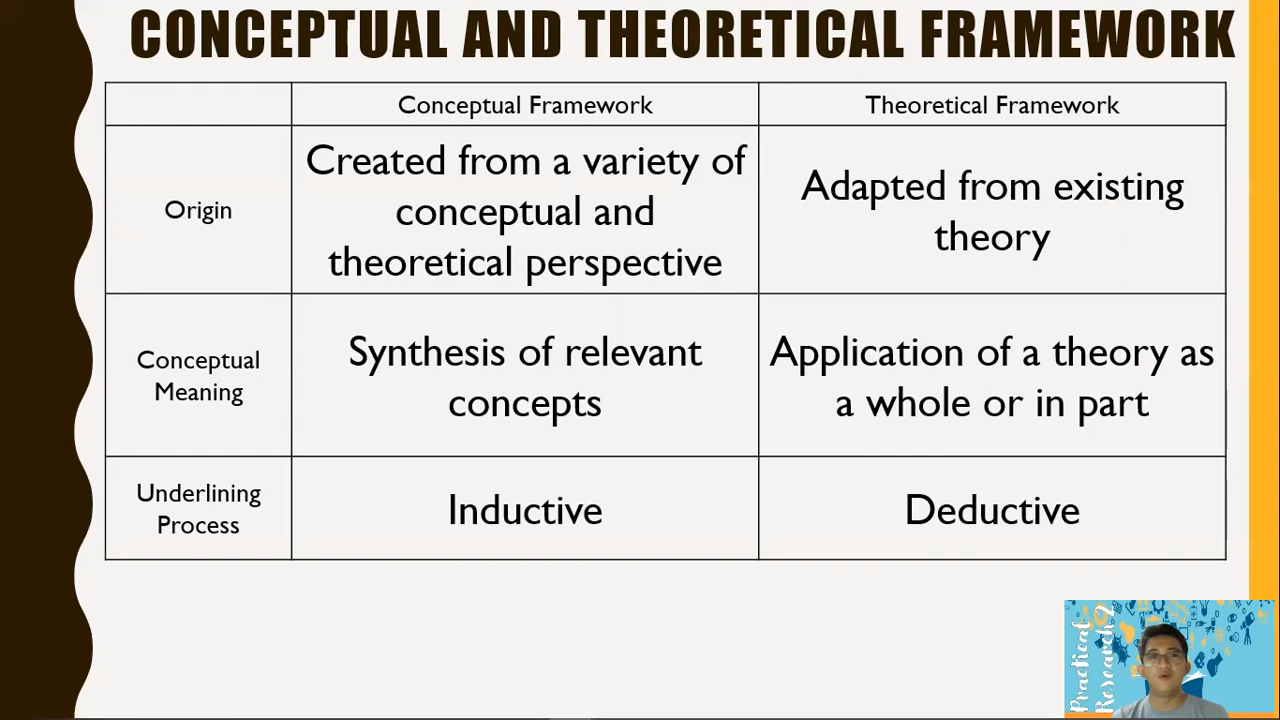 CONCEPTUAL AND THEORETICAL FRAMEWORK
Conceptual Framework
Theoretical Framework
Origin
Created from a variety of
conceptual and
theoretical perspective
Adapted from existing
theory
Conceptual
Meaning
Synthesis of relevant
concepts
Application of a theory as
a whole or in part
Underlining
Process
Inductive
Deductive
Practical
Research 2